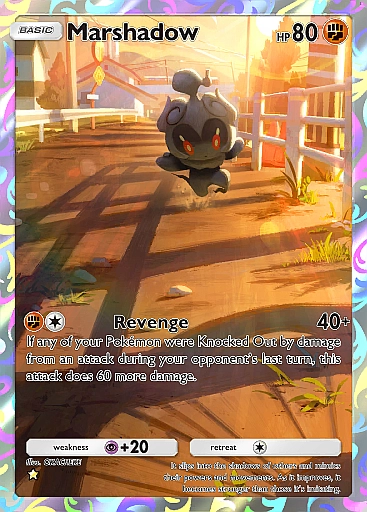 BASIC Marshadow HP 80
Revenge 40+
If any of your Pokémon were Knocked Out by damage
from an attack during your opponent's last turn, this
attack does 60 more damage.
weakness +20 retreat
Illus. SHACHEKE
It slips into the shadows of others and mimics
their powers and movements. As it improves, it
becomes stronger than those it's imitating.